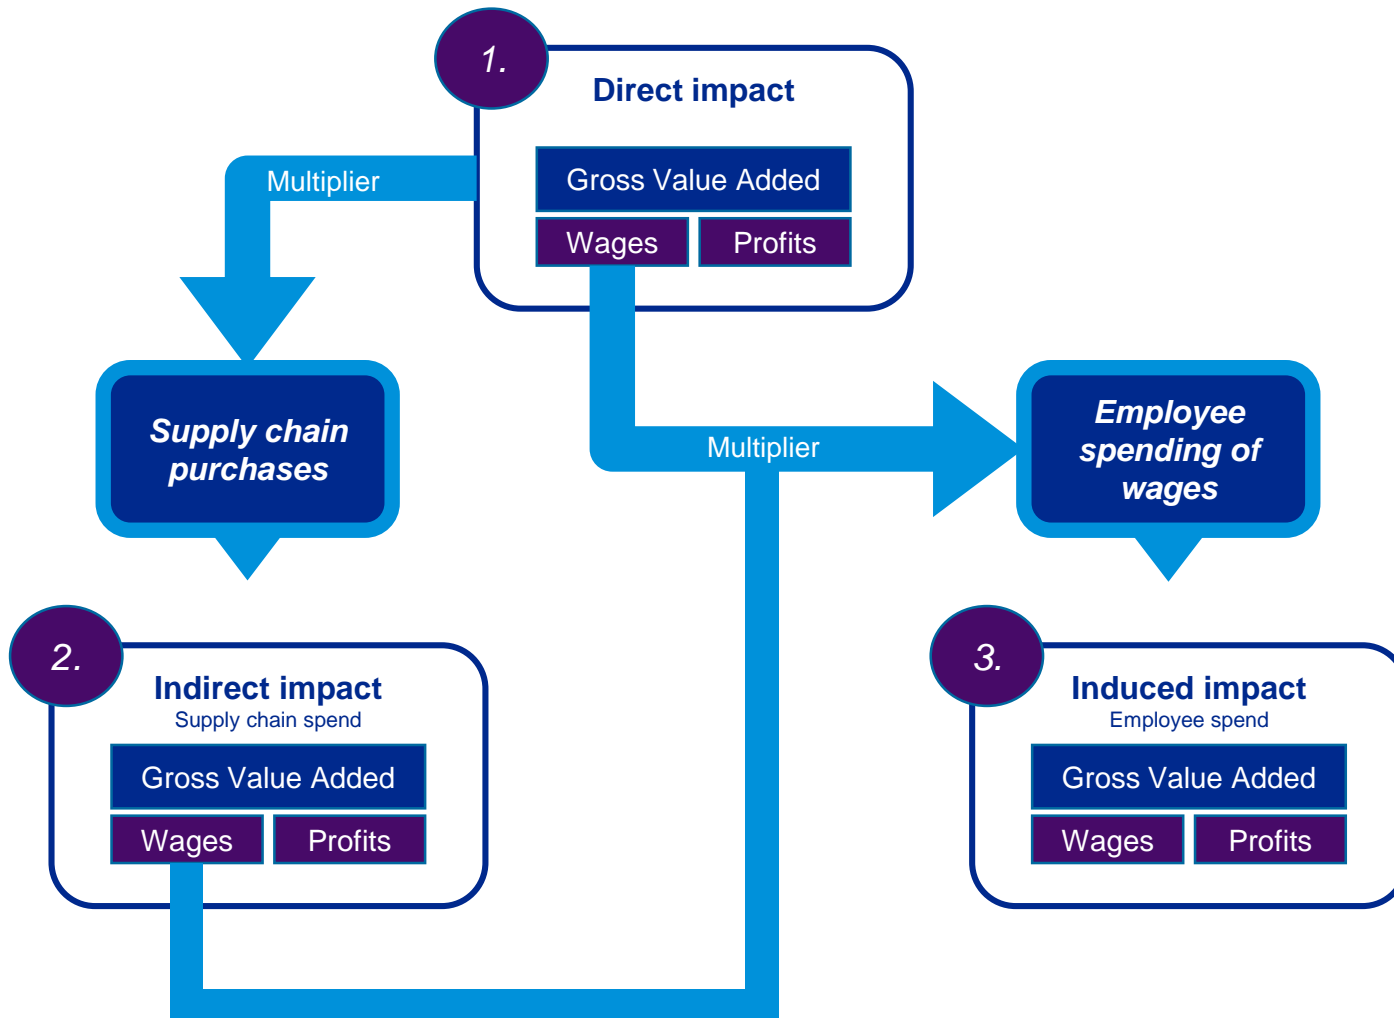 1.
Direct impact
Gross Value Added
Wages
Profits
Multiplier
Supply chain
purchases
Multiplier
Employee
spending of
wages
2.
Indirect impact
Supply chain spend
Gross Value Added
Wages
Profits
3.
Induced impact
Employee spend
Gross Value Added
Wages
Profits